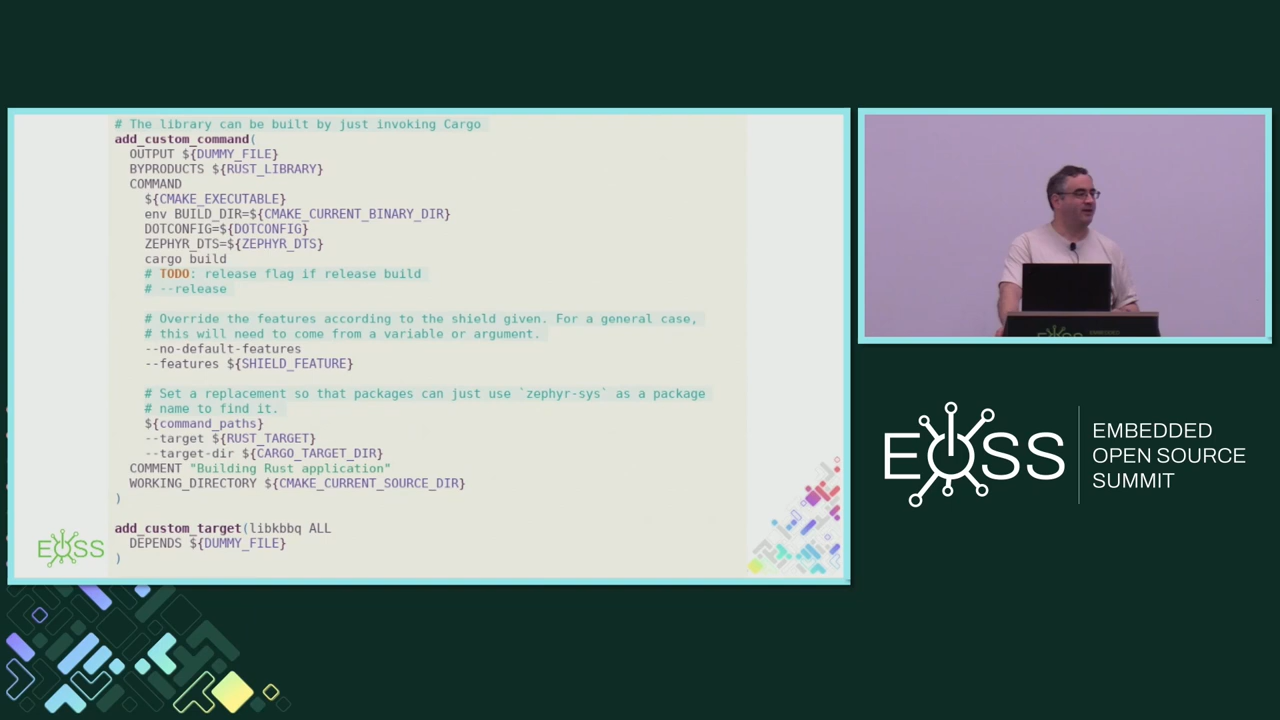 # The library can be built by just invoking Cargo
add_custom_command(
  OUTPUT ${DUMMY_FILE}
  BYPRODUCTS ${RUST_LIBRARY}
  COMMAND
    ${CMAKE_EXECUTABLE}
    env BUILD_DIR=${CMAKE_CURRENT_BINARY_DIR}
    DOTCONFIG=${DOTCONFIG}
    ZEPHYR_DTS=${ZEPHYR_DTS}
    cargo build
    # TODO: release flag if release build
    # --release
    # Override the features according to the shield given. For a general case,
    # this will need to come from a variable or argument.
    --no-default-features
    --features ${SHIELD_FEATURE}
    # Set a replacement so that packages can just use `zephyr-sys` as a package
    # name to find it.
    ${command_paths}
    --target ${RUST_TARGET}
    --target-dir ${CARGO_TARGET_DIR}
  COMMENT "Building Rust application"
  WORKING_DIRECTORY ${CMAKE_CURRENT_SOURCE_DIR}
)
add_custom_target(libkbbq ALL
  DEPENDS ${DUMMY_FILE}
)
EOSS
EOSS
EMBEDDED
OPEN SOURCE
SUMMIT